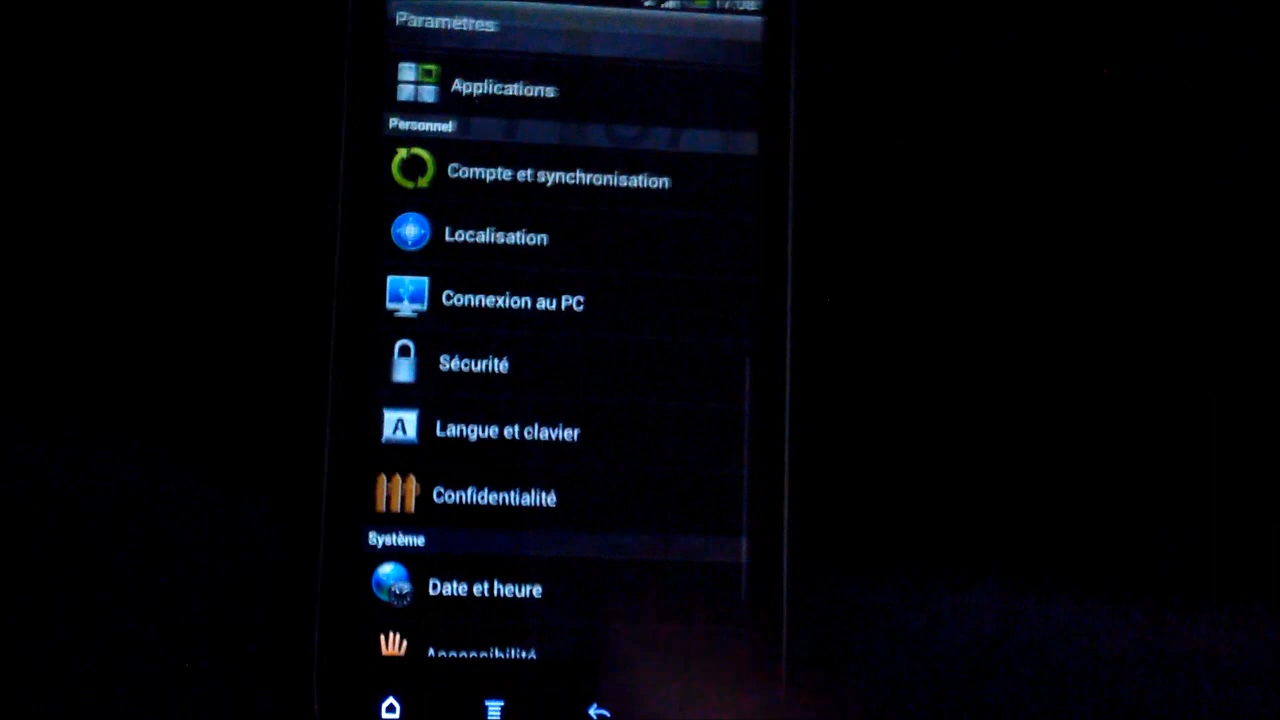 Paramètres
Applications
Personnel
Compte et synchronisation
Localisation
Connexion au PC
Sécurité
A
Langue et clavier
Confidentialité
Système
Date et heure
Accessibilité